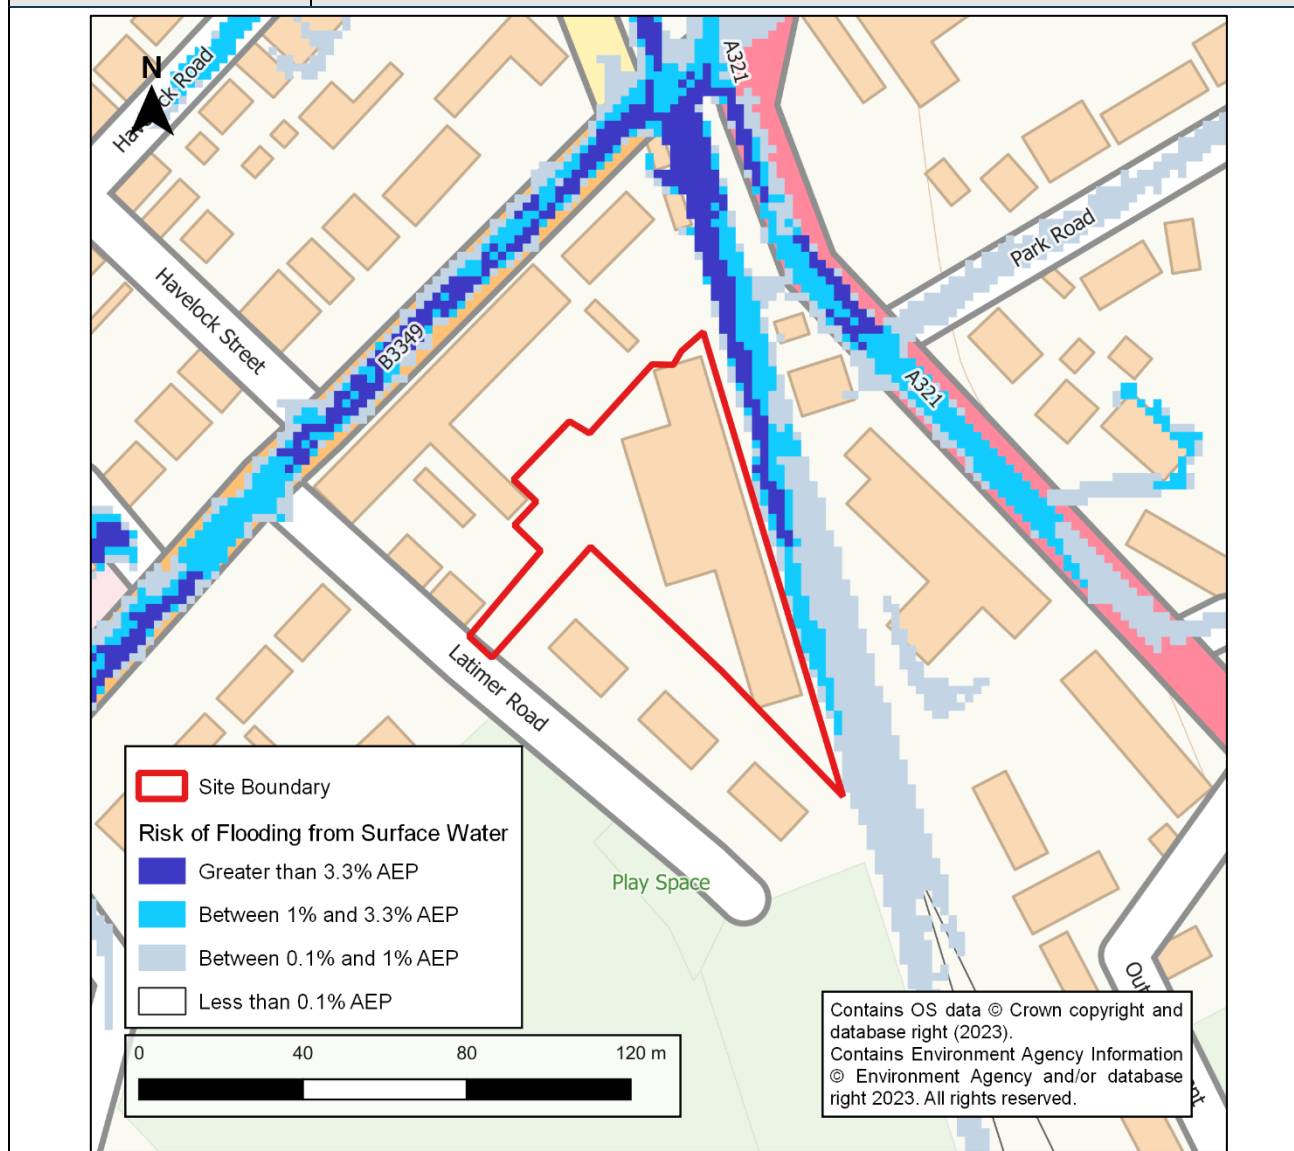 N
Havelock Road
A321
Park Road
Havelock Street
B3349
A321
Latimer Road
Play Space
Site Boundary
Risk of Flooding from Surface Water
Greater than 3.3% AEP
Between 1% and 3.3% AEP
Between 0.1% and 1% AEP
Less than 0.1% AEP
0 40 80 120 m
Contains OS data © Crown copyright and
database right (2023).
Contains Environment Agency Information
© Environment Agency and/or database
right 2023. All rights reserved.